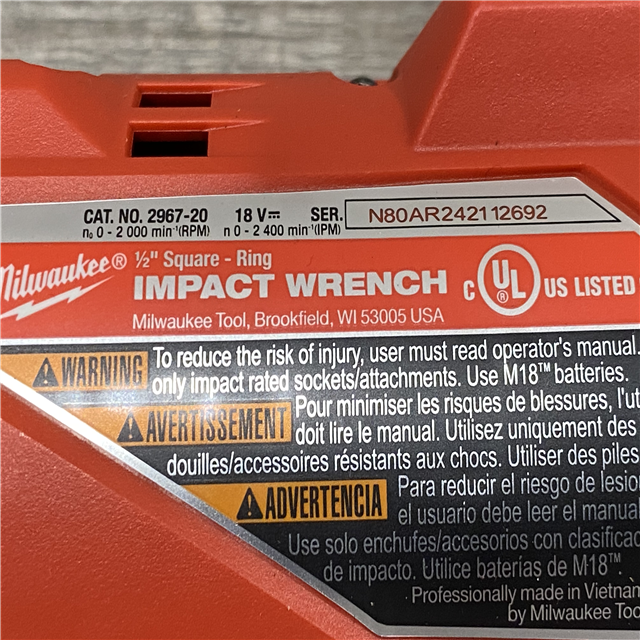 CAT. NO. 2967-20 18 V⎓ SER. N80AR242112692
n₀ 0 - 2 000 min⁻¹(RPM) n 0 - 2 400 min⁻¹(IPM)
Milwaukee® ½" Square - Ring
IMPACT WRENCH
C UL® US LISTED
Milwaukee Tool, Brookfield, WI 53005 USA
⚠WARNING To reduce the risk of injury, user must read operator's manual.
only impact rated sockets/attachments. Use M18™ batteries.
⚠AVERTISSEMENT Pour minimiser les risques de blessures, l'ut
doit lire le manual. Utilisez uniquement des
douilles/accessoires résistants aux chocs. Utiliser des piles
⚠ADVERTENCIA Para reducir el riesgo de lesio
el usuario debe leer el manual
Use solo enchufes/accesorios con clasificac
de impacto. Utilice baterías de M18™.
Professionally made in Vietnam
by Milwaukee Too